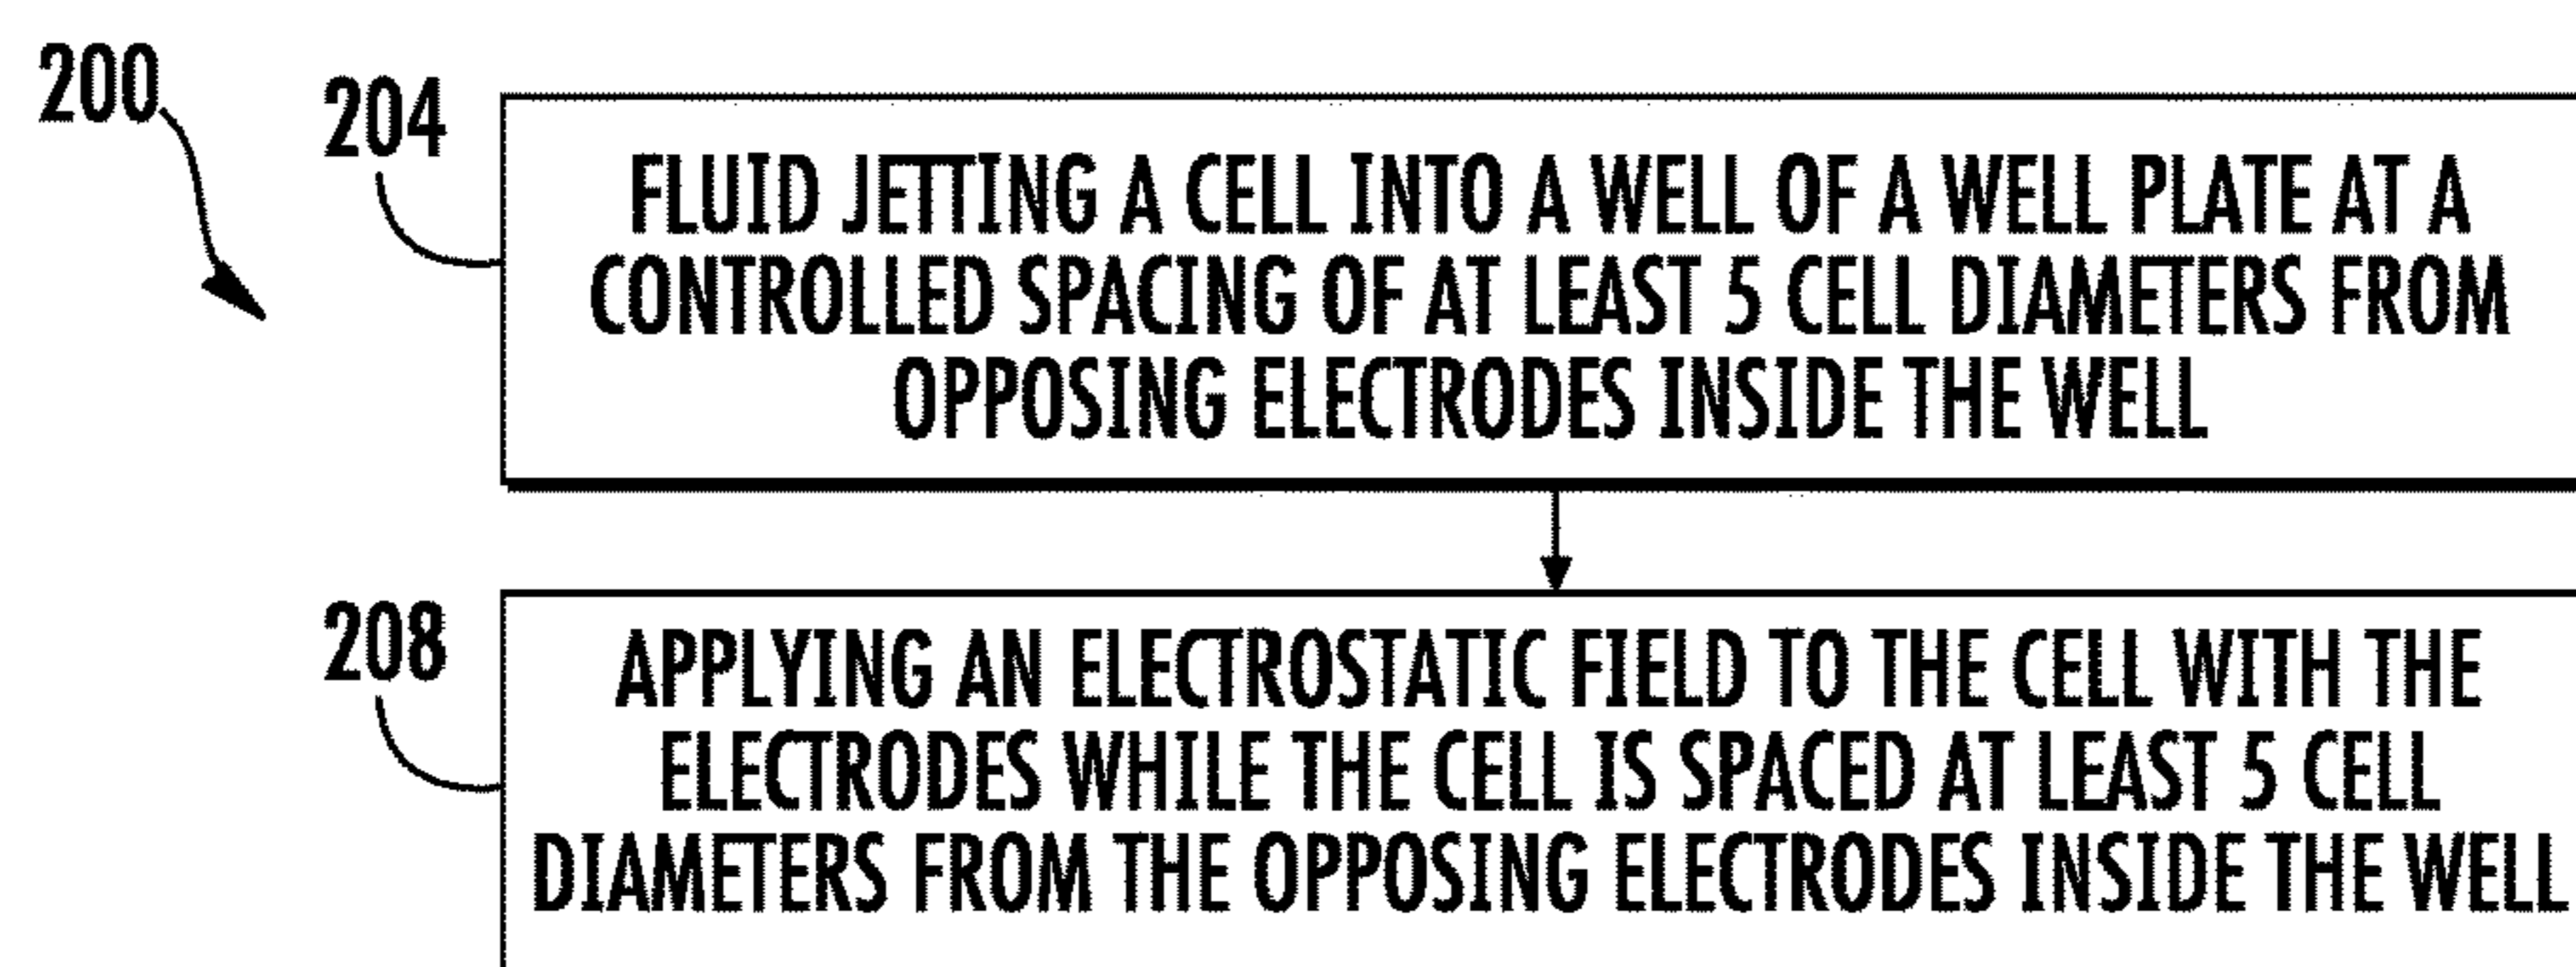 200
204
FLUID JETTING A CELL INTO A WELL OF A WELL PLATE AT A
CONTROLLED SPACING OF AT LEAST 5 CELL DIAMETERS FROM
OPPOSING ELECTRODES INSIDE THE WELL
208
APPLYING AN ELECTROSTATIC FIELD TO THE CELL WITH THE
ELECTRODES WHILE THE CELL IS SPACED AT LEAST 5 CELL
DIAMETERS FROM THE OPPOSING ELECTRODES INSIDE THE WELL